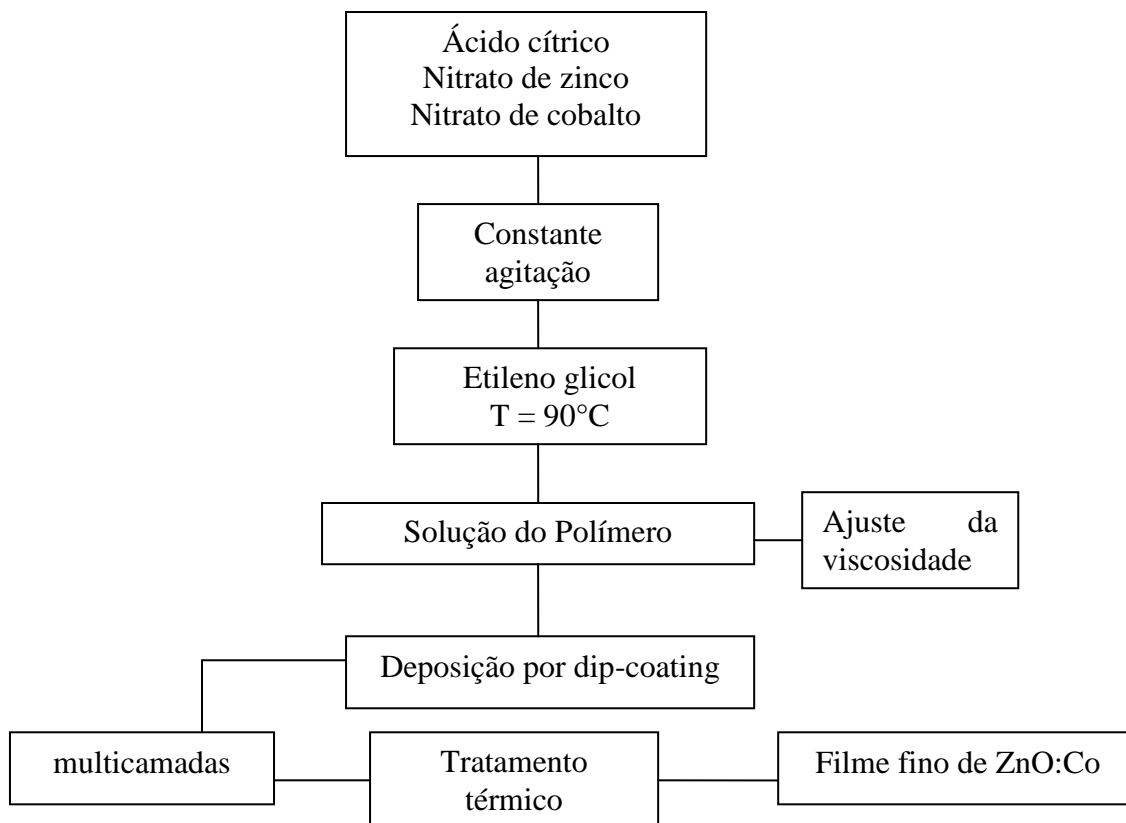 Ácido cítrico
Nitrato de zinco
Nitrato de cobalto
Constante
agitação
Etileno glicol
T = 90°C
Solução do Polímero
Ajuste da
viscosidade
Deposição por dip-coating
multicamadas
Tratamento
térmico
Filme fino de ZnO:Co